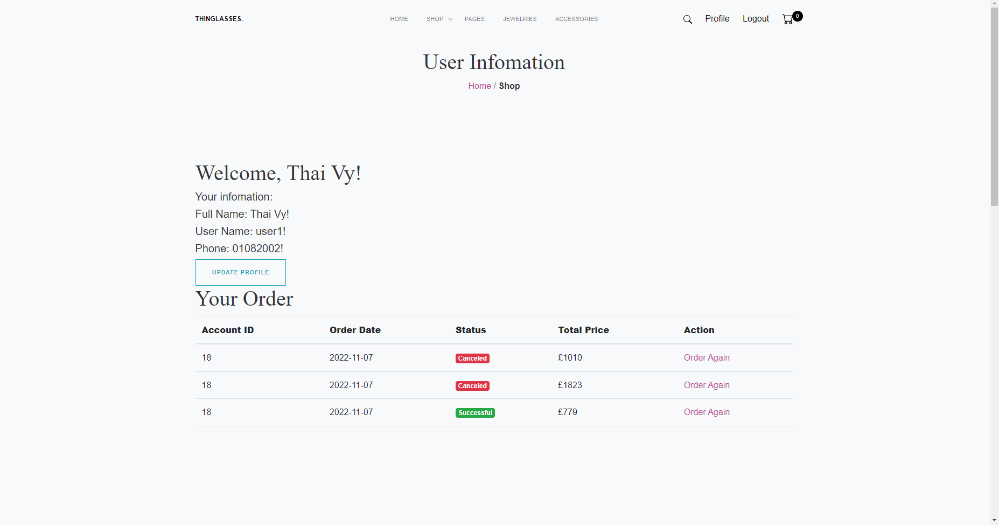 THINGLASSES. HOME SHOP PAGES JEWELRIES ACCESSORIES Profile Logout 0
User Infomation
Home / Shop
Welcome, Thai Vy!
Your infomation:
Full Name: Thai Vy!
User Name: user1!
Phone: 01082002!
UPDATE PROFILE
Your Order
Account ID Order Date Status Total Price Action
18 2022-11-07 Canceled £1010 Order Again
18 2022-11-07 Canceled £1823 Order Again
18 2022-11-07 Successful £779 Order Again